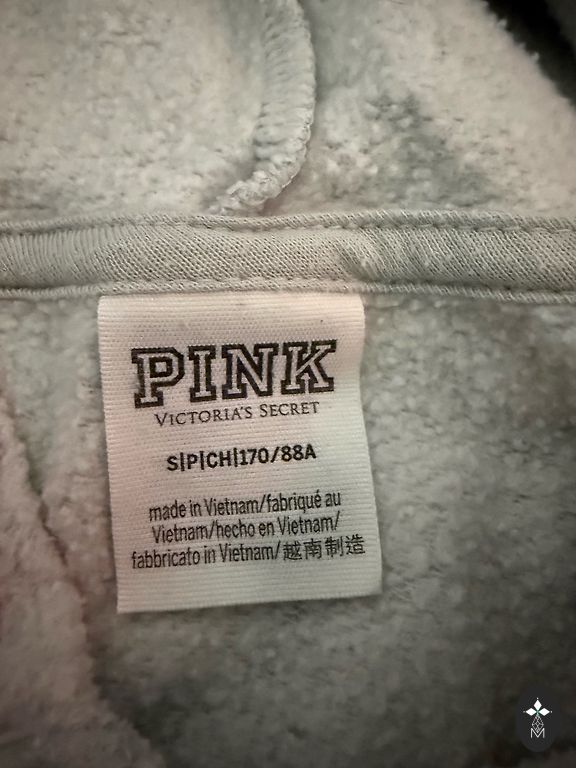 PINK
VICTORIA'S SECRET
S|P|CH|170/88A
made in Vietnam/fabriqué au
Vietnam/hecho en Vietnam/
fabbricato in Vietnam/越南制造
M